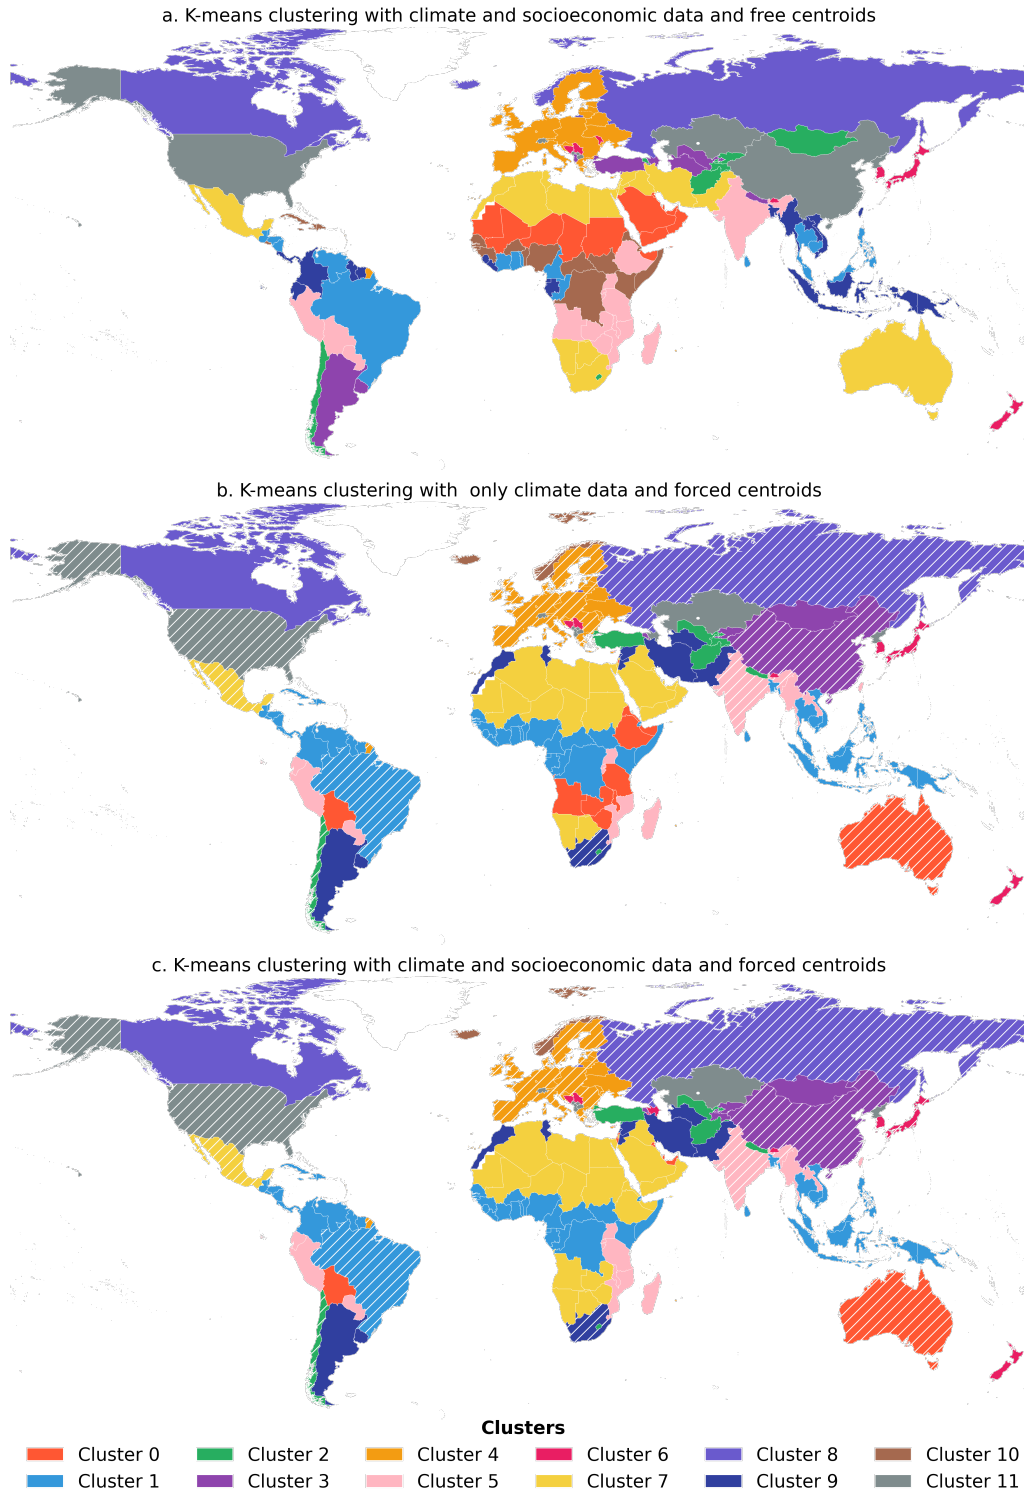 a. K-means clustering with climate and socioeconomic data and free centroids
b. K-means clustering with  only climate data and forced centroids
c. K-means clustering with climate and socioeconomic data and forced centroids
Clusters
Cluster 0
Cluster 2
Cluster 4
Cluster 6
Cluster 8
Cluster 10
Cluster 1
Cluster 3
Cluster 5
Cluster 7
Cluster 9
Cluster 11